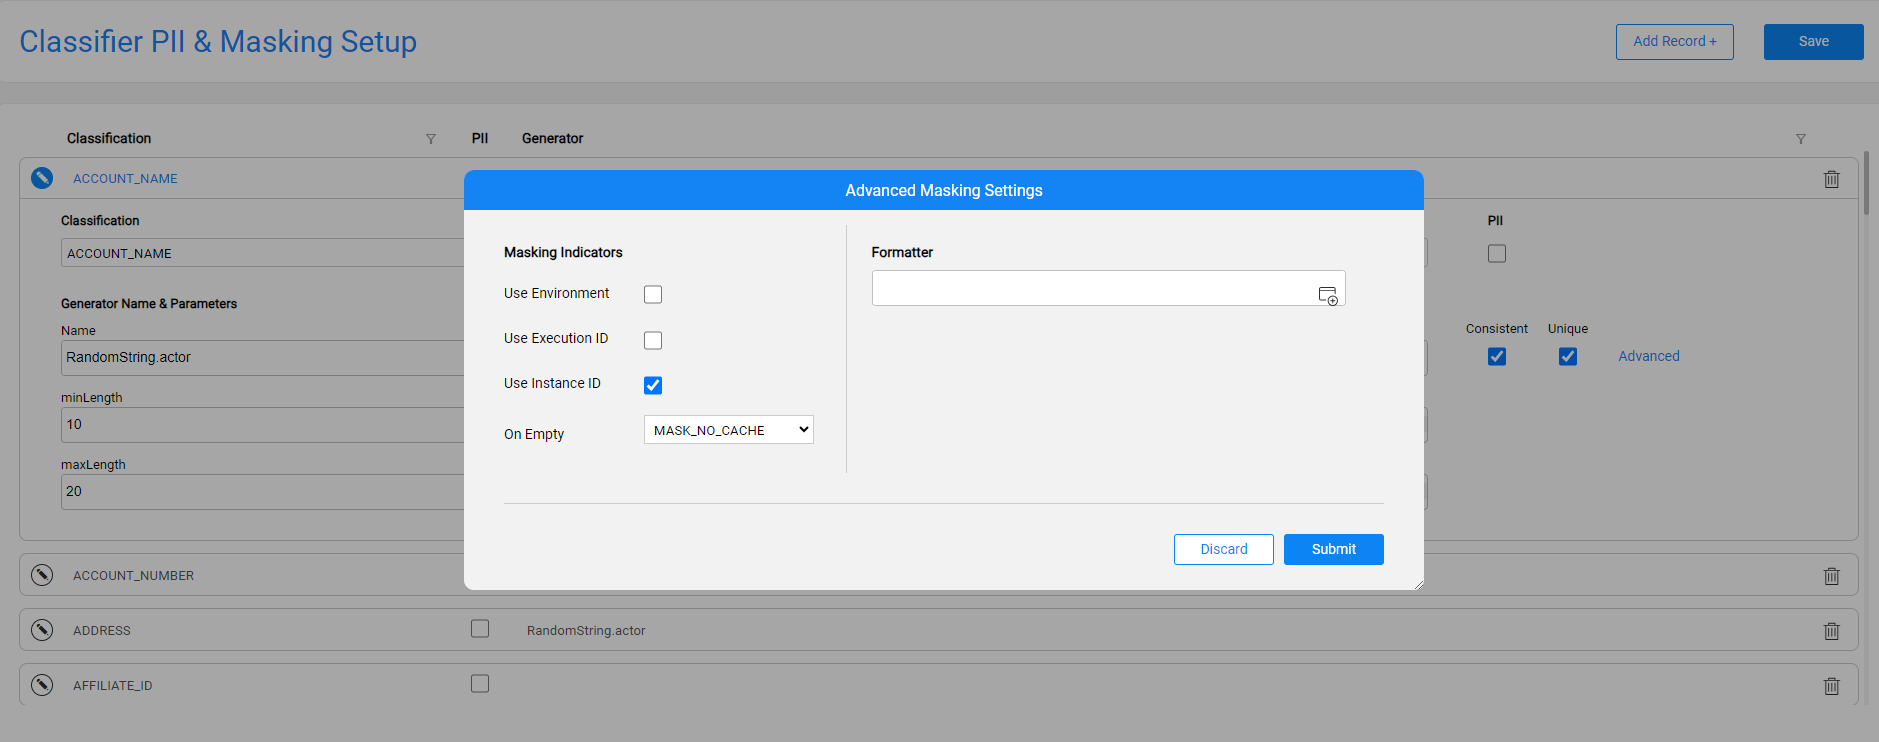 Classifier PII & Masking Setup
Add Record +
Save
Classification
PII
Generator
ACCOUNT_NAME
Advanced Masking Settings
Classification
PII
ACCOUNT_NAME
Masking Indicators
Formatter
Use Environment
Generator Name & Parameters
Name
Use Execution ID
Consistent
Unique
RandomString.actor
Advanced
Use Instance ID
minLength
10
On Empty
MASK_NO_CACHE
maxLength
20
Discard
Submit
ACCOUNT_NUMBER
ADDRESS
RandomString.actor
AFFILIATE_ID